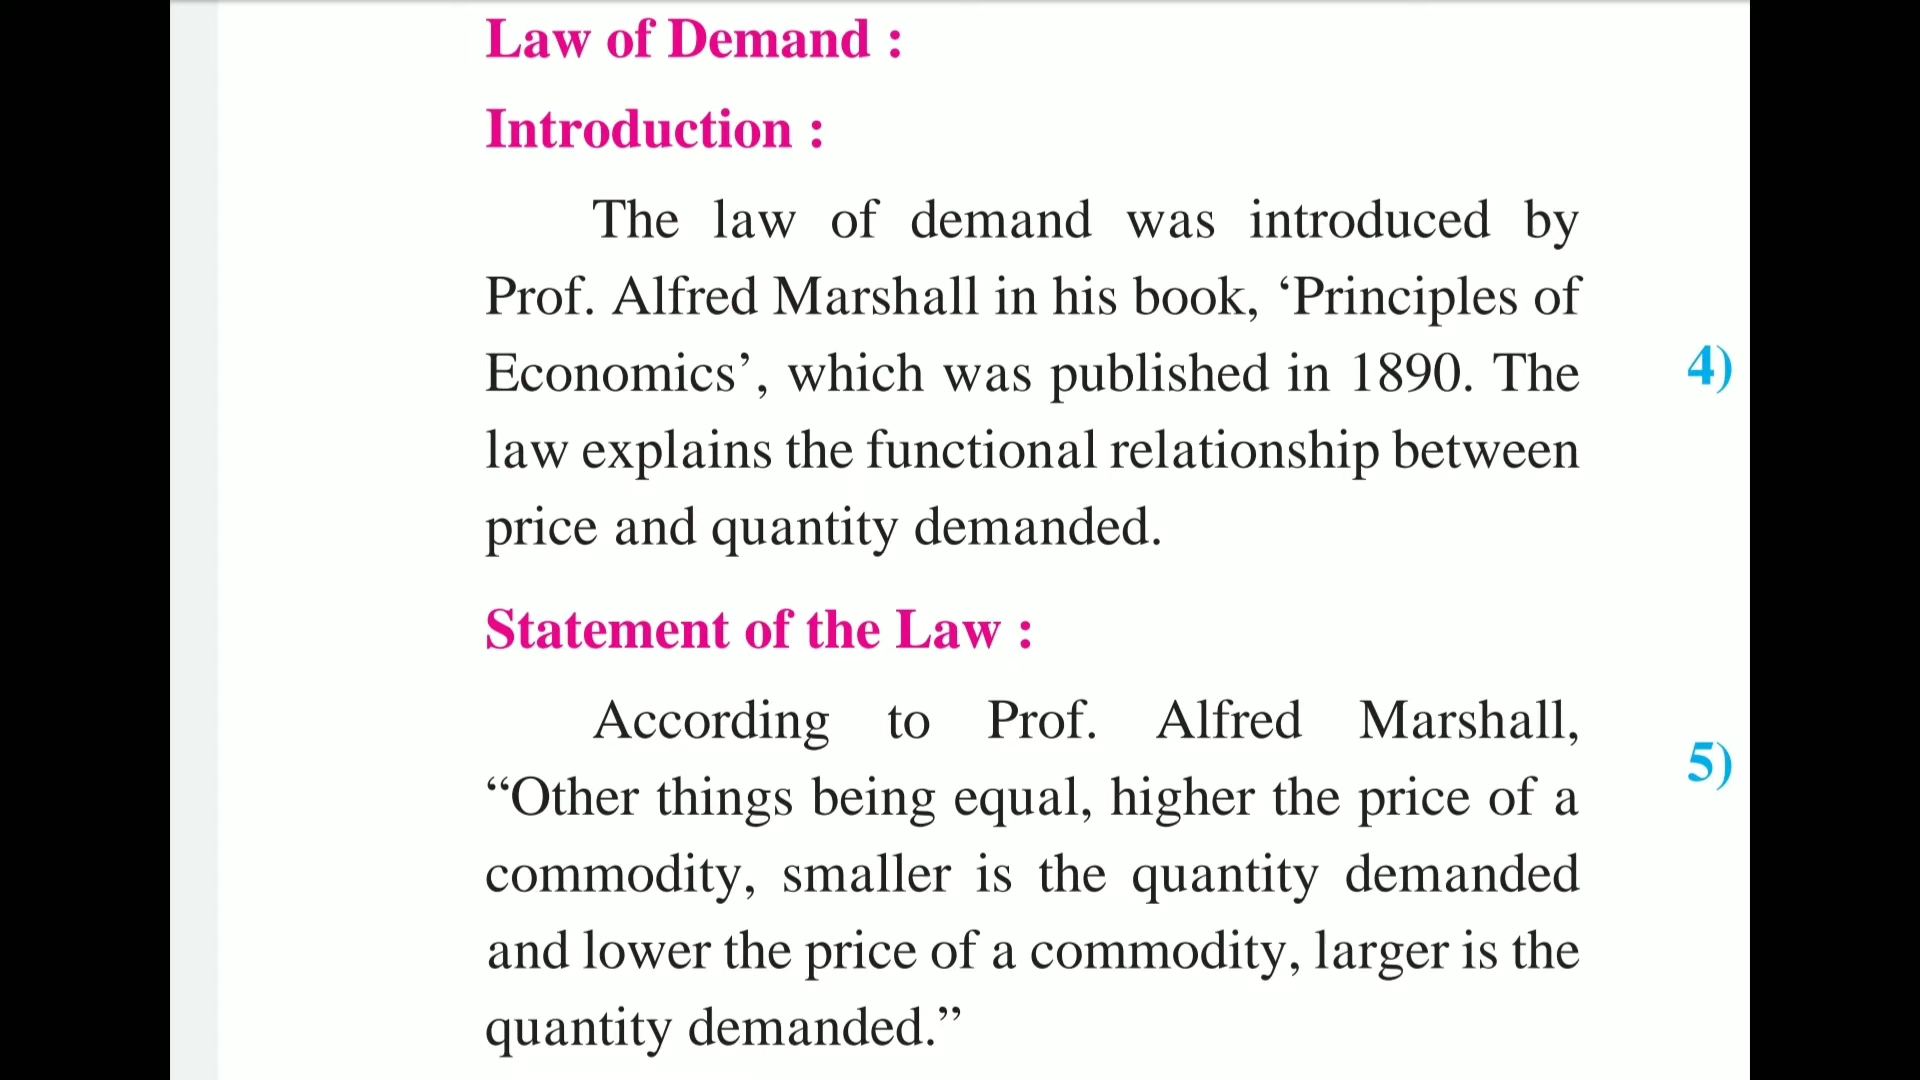 Law of Demand :
Introduction :
The law of demand was introduced by
Prof. Alfred Marshall in his book, ‘Principles of
Economics’, which was published in 1890. The
law explains the functional relationship between
price and quantity demanded.
Statement of the Law :
According to Prof. Alfred Marshall,
“Other things being equal, higher the price of a
commodity, smaller is the quantity demanded
and lower the price of a commodity, larger is the
quantity demanded.”
4)
5)